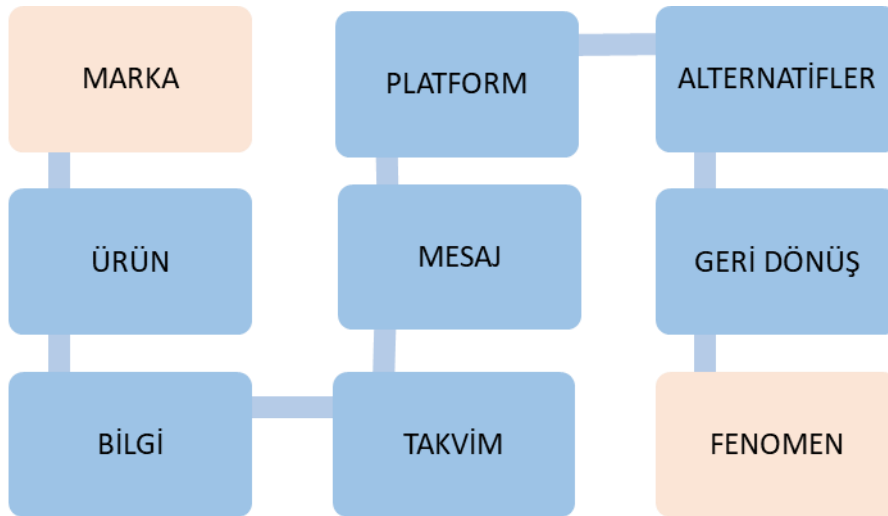 MARKA
ÜRÜN
BİLGİ
TAKVİM
MESAJ
PLATFORM
ALTERNATİFLER
GERİ DÖNÜŞ
FENOMEN